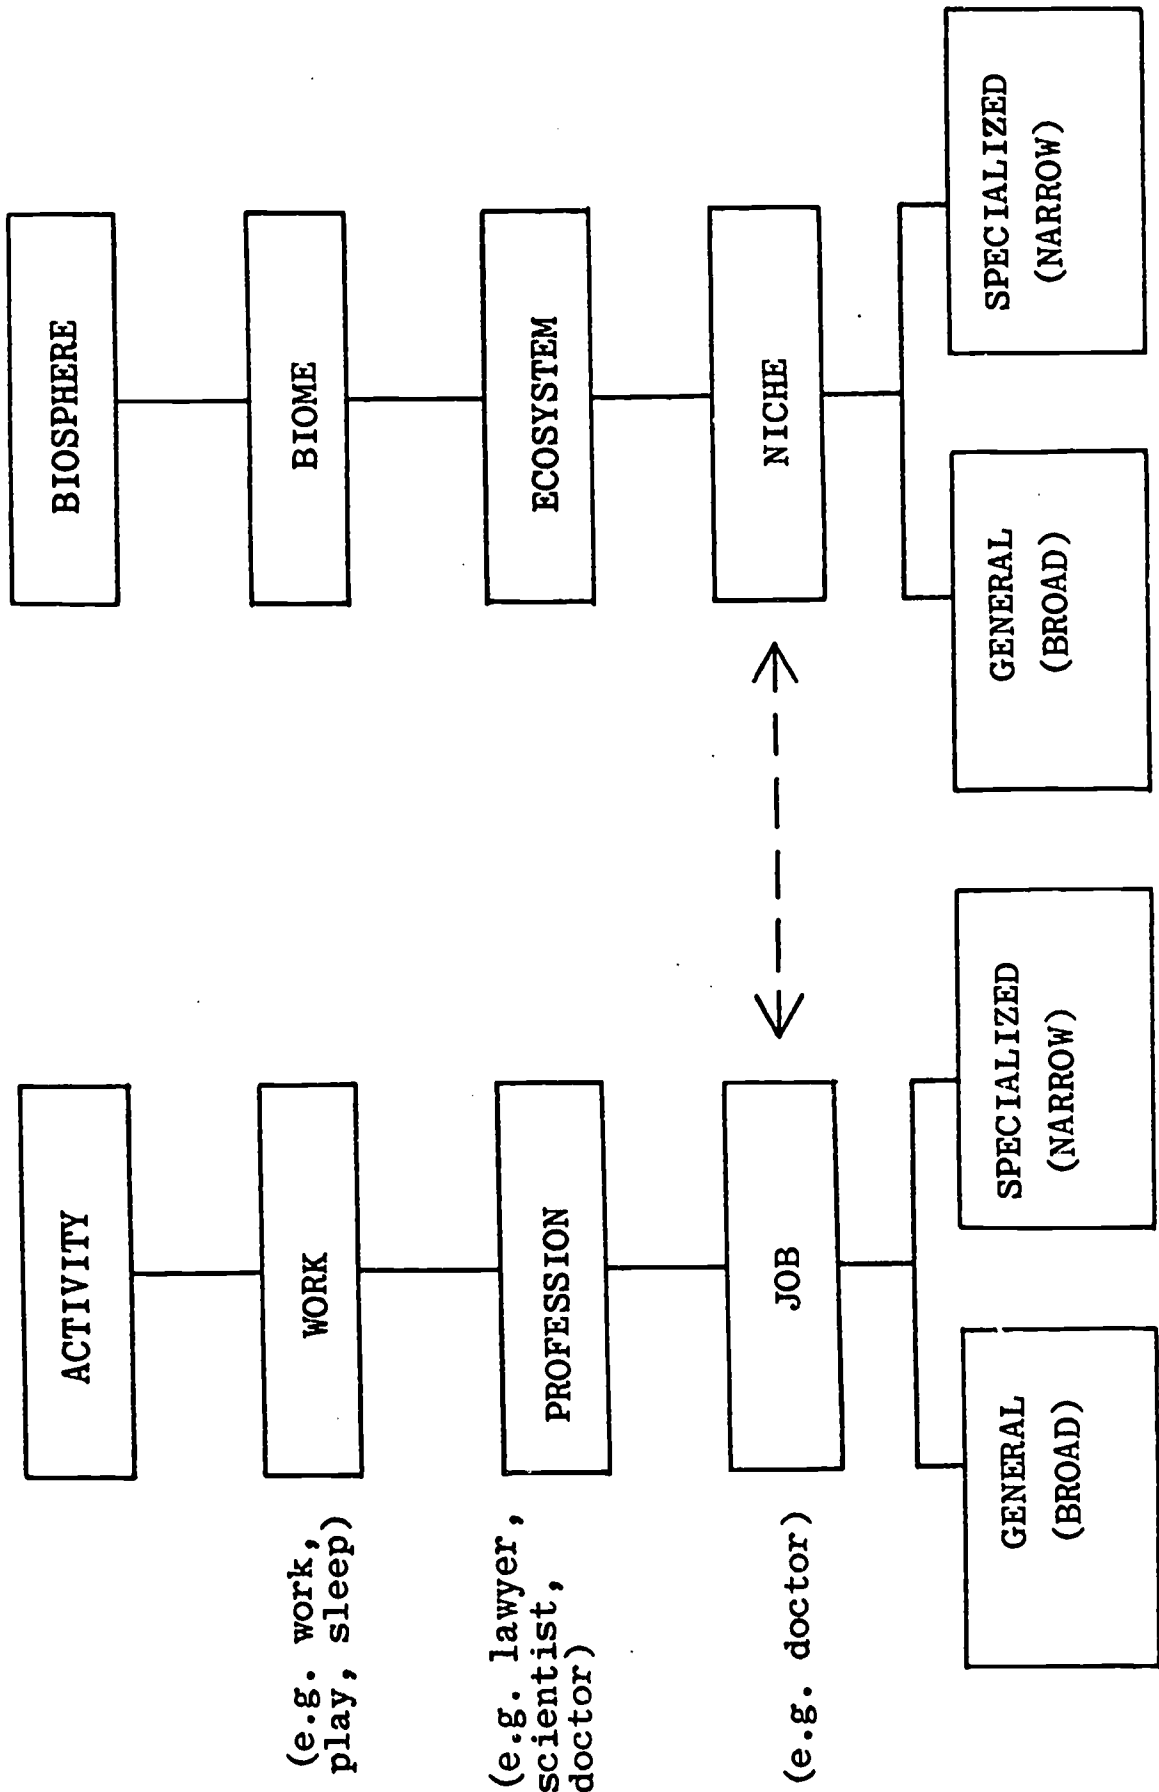 ACTIVITY
BIOSPHERE
(e.g. work,
play, sleep)
WORK
BIOME
(e.g. lawyer,
scientist,
doctor)
PROFESSION
ECOSYSTEM
(e.g. doctor)
JOB
NICHE
GENERAL
(BROAD)
SPECIALIZED
(NARROW)
GENERAL
(BROAD)
SPECIALIZED
(NARROW)